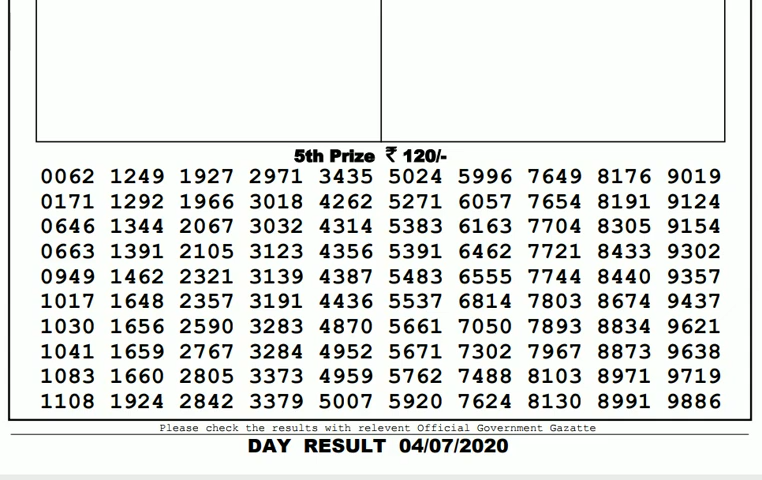 5th Prize ₹ 120/-
0062 1249 1927 2971 3435 5024 5996 7649 8176 9019
0171 1292 1966 3018 4262 5271 6057 7654 8191 9124
0646 1344 2067 3032 4314 5383 6163 7704 8305 9154
0663 1391 2105 3123 4356 5391 6462 7721 8433 9302
0949 1462 2321 3139 4387 5483 6555 7744 8440 9357
1017 1648 2357 3191 4436 5537 6814 7803 8674 9437
1030 1656 2590 3283 4870 5661 7050 7893 8834 9621
1041 1659 2767 3284 4952 5671 7302 7967 8873 9638
1083 1660 2805 3373 4959 5762 7488 8103 8971 9719
1108 1924 2842 3379 5007 5920 7624 8130 8991 9886
Please check the results with relevent Official Government Gazatte
DAY RESULT 04/07/2020